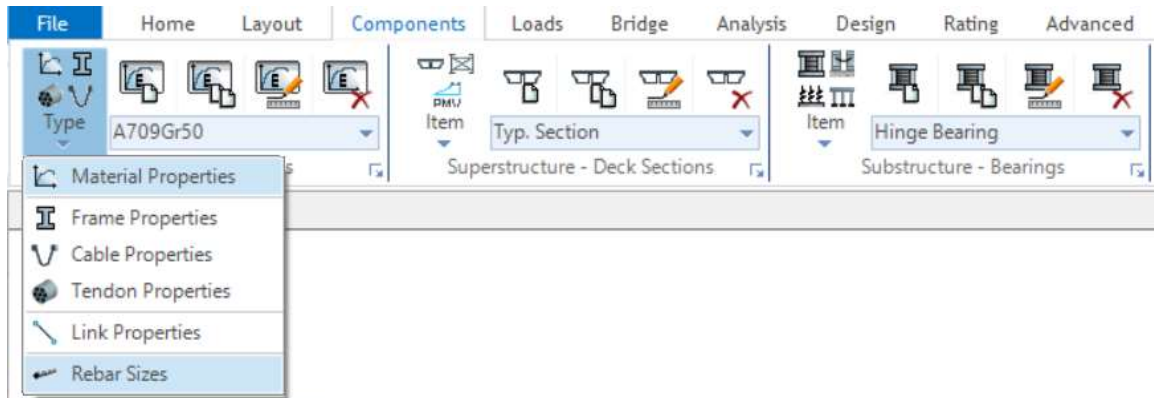 File Home Layout Components Loads Bridge Analysis Design Rating Advanced
Type
A709Gr50
PMV
Item
Typ. Section
Item
Hinge Bearing
s
Superstructure - Deck Sections
Substructure - Bearings
Material Properties
Frame Properties
Cable Properties
Tendon Properties
Link Properties
Rebar Sizes